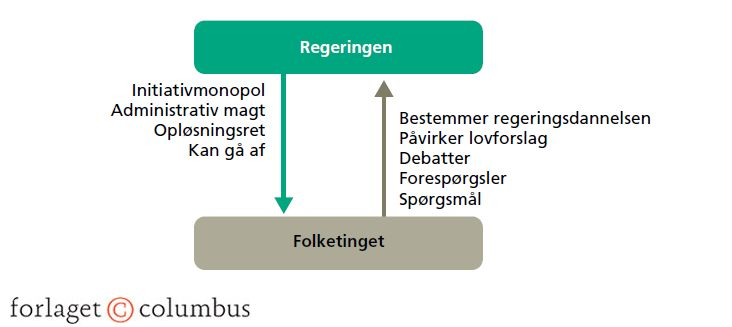 Regeringen
Initiativmonopol
Administrativ magt
Opløsningsret
Kan gå af
Bestemmer regeringsdannelsen
Påvirker lovforslag
Debatter
Forespørgsler
Spørgsmål
Folketinget
forlaget © columbus